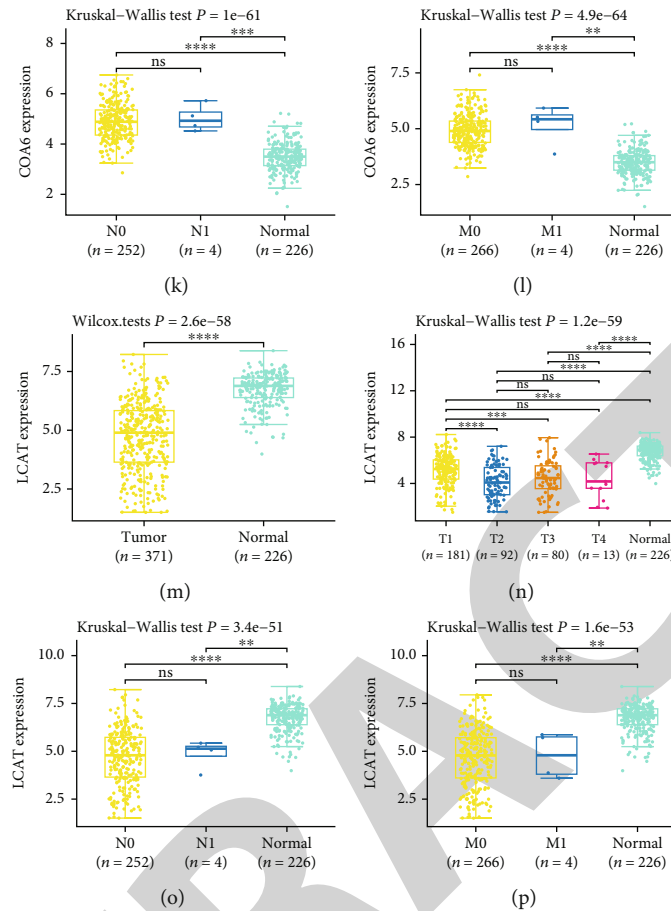 Kruskal−Wallis test P = 1e−61
***
****
ns
COA6 expression
8
6
4
2
N0 N1 Normal
(n = 252) (n = 4) (n = 226)
(k)
Kruskal−Wallis test P = 4.9e−64
**
****
ns
COA6 expression
7.5
5.0
2.5
M0 M1 Normal
(n = 266) (n = 4) (n = 226)
(l)
Wilcox.tests P = 2.6e−58
****
LCAT expression
7.5
5.0
2.5
Tumor Normal
(n = 371) (n = 226)
(m)
Kruskal−Wallis test P = 1.2e−59
****
****
ns
****
ns
ns
****
ns
***
****
LCAT expression
16
12
8
4
T1 T2 T3 T4 Normal
(n = 181) (n = 92) (n = 80) (n = 13) (n = 226)
(n)
Kruskal−Wallis test P = 3.4e−51
**
****
ns
LCAT expression
10.0
7.5
5.0
2.5
N0 N1 Normal
(n = 252) (n = 4) (n = 226)
(o)
Kruskal−Wallis test P = 1.6e−53
**
****
ns
LCAT expression
10.0
7.5
5.0
2.5
M0 M1 Normal
(n = 266) (n = 4) (n = 226)
(p)